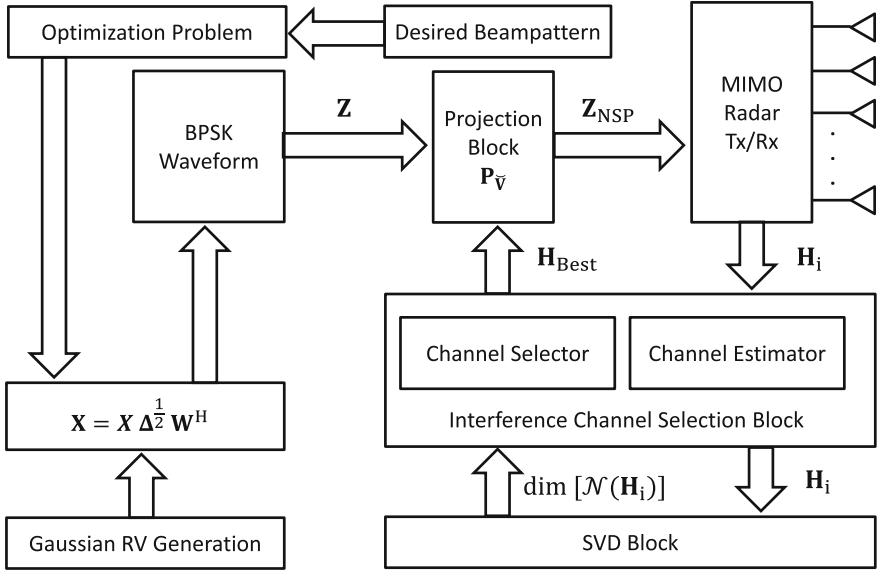 Optimization Problem
Desired Beampattern
BPSK
Waveform
Z
Projection
Block
P_V̆
Z_NSP
MIMO
Radar
Tx/Rx
H_Best
H_i
Channel Selector
Channel Estimator
Interference Channel Selection Block
X = X Δ^{1/2} W^H
dim [𝒩(H_i)]
H_i
Gaussian RV Generation
SVD Block